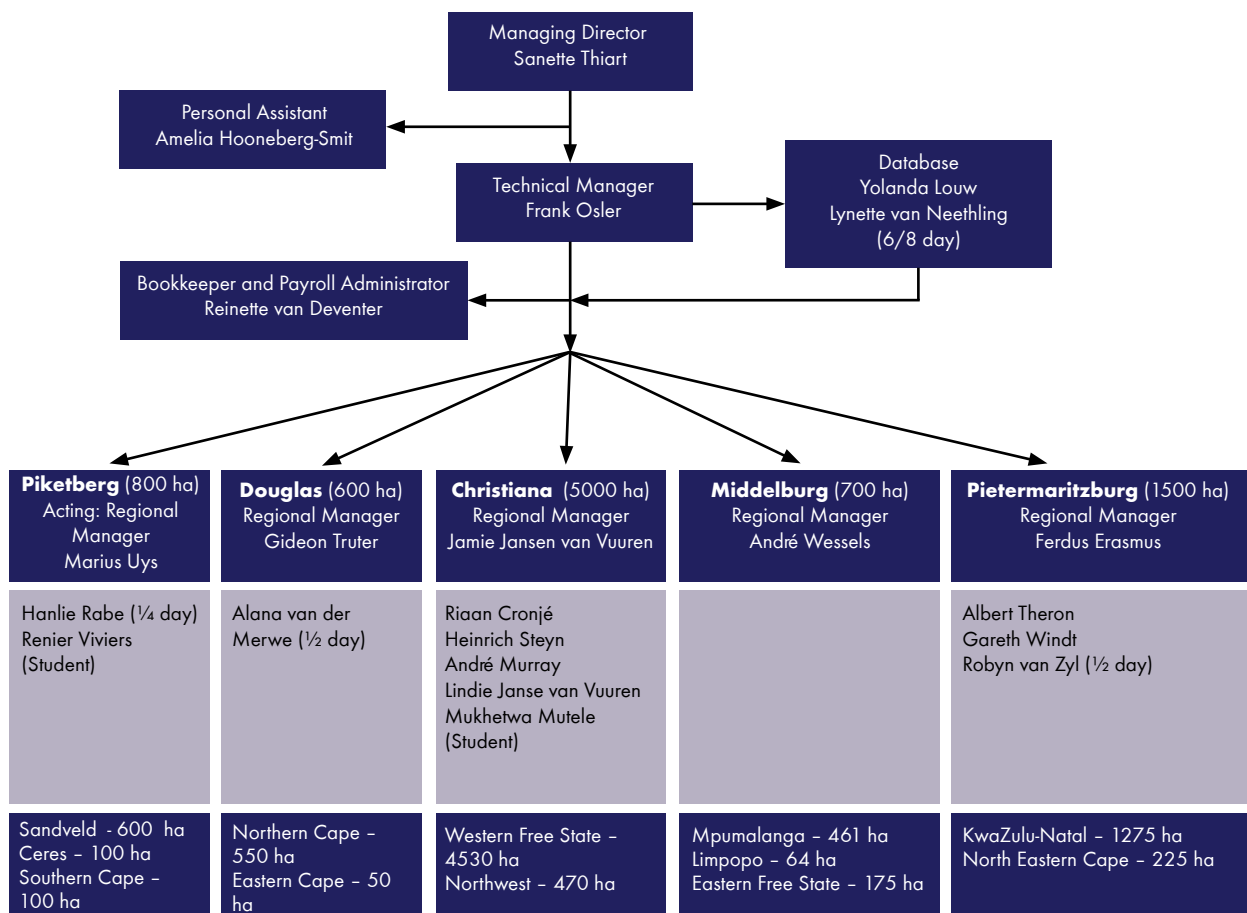 Managing Director
Sanette Thiart
Personal Assistant
Amelia Hooneberg-Smit
Technical Manager
Frank Osler
Database
Yolanda Louw
Lynette van Neethling
(6/8 day)
Bookkeeper and Payroll Administrator
Reinette van Deventer
Piketberg (800 ha)
Acting: Regional
Manager
Marius Uys
Douglas (600 ha)
Regional Manager
Gideon Truter
Christiana (5000 ha)
Regional Manager
Jamie Jansen van Vuuren
Middelburg (700 ha)
Regional Manager
André Wessels
Pietermaritzburg (1500 ha)
Regional Manager
Ferdus Erasmus
Hanlie Rabe (¼ day)
Renier Viviers
(Student)
Alana van der
Merwe (½ day)
Riaan Cronjé
Heinrich Steyn
André Murray
Lindie Janse van Vuuren
Mukhetwa Mutele
(Student)
Albert Theron
Gareth Windt
Robyn van Zyl (½ day)
Sandveld - 600 ha
Ceres – 100 ha
Southern Cape –
100 ha
Northern Cape –
550 ha
Eastern Cape – 50
ha
Western Free State –
4530 ha
Northwest – 470 ha
Mpumalanga – 461 ha
Limpopo – 64 ha
Eastern Free State – 175 ha
KwaZulu-Natal – 1275 ha
North Eastern Cape – 225 ha